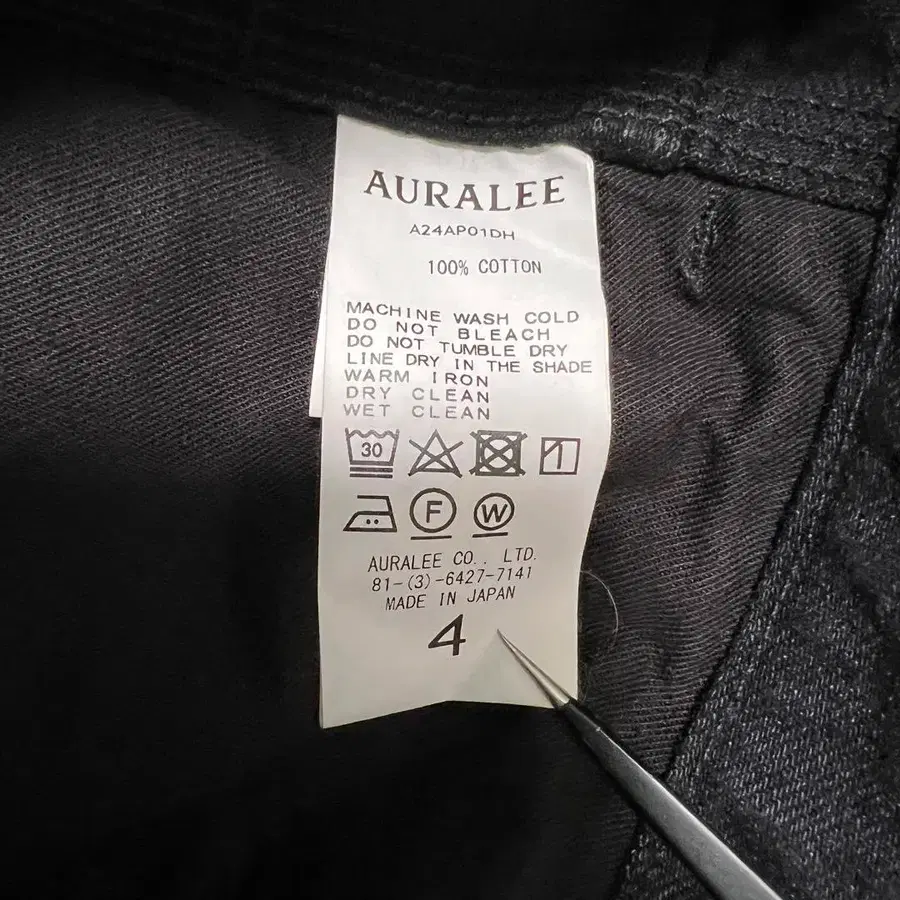 AURALEE
A24AP01DH
100% COTTON
MACHINE WASH COLD
DO NOT BLEACH
DO NOT TUMBLE DRY
LINE DRY IN THE SHADE
WARM IRON
DRY CLEAN
WET CLEAN
30
F W
AURALEE CO., LTD.
81-(3)-6427-7141
MADE IN JAPAN
4